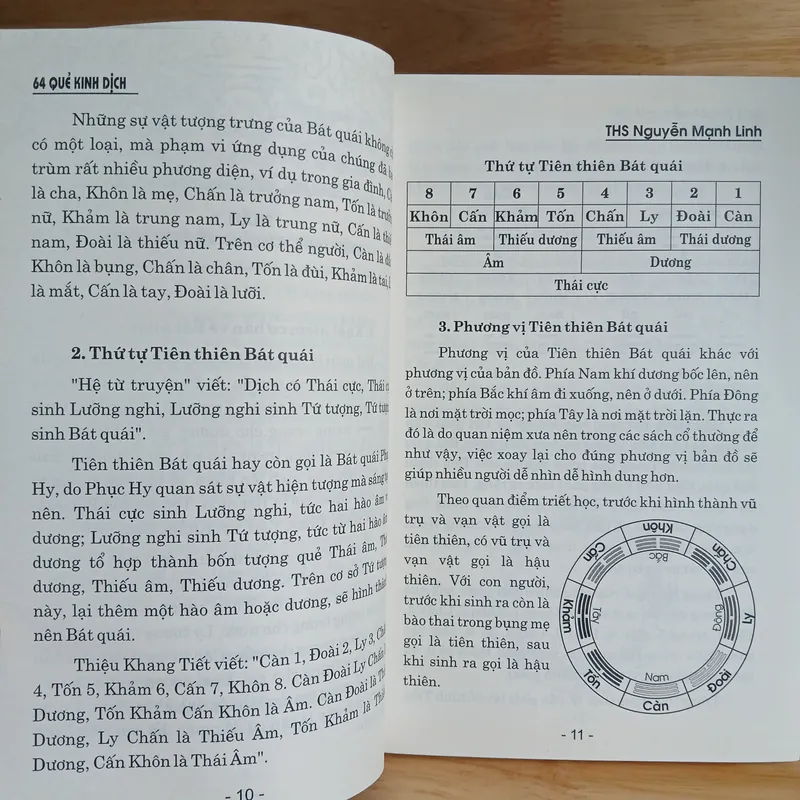 64 QUẺ KINH DỊCH
Những sự vật tượng trưng của Bát quái không
có một loại, mà phạm vi ứng dụng của chúng đã
trùm rất nhiều phương diện, ví dụ trong gia đình,
là cha, Khôn là mẹ, Chấn là trưởng nam, Tốn là
nữ, Khảm là trung nam, Ly là trung nữ, Cấn là
nam, Đoài là thiếu nữ. Trên cơ thể người, Càn là
Khôn là bụng, Chấn là chân, Tốn là đùi, Khảm là tai,
là mắt, Cấn là tay, Đoài là lưỡi.
2. Thứ tự Tiên thiên Bát quái
"Hệ từ truyện" viết: "Dịch có Thái cực, Thái
sinh Lưỡng nghi, Lưỡng nghi sinh Tứ tượng, Tứ
sinh Bát quái".
Tiên thiên Bát quái hay còn gọi là Bát quái
Hy, do Phục Hy quan sát sự vật hiện tượng mà
nên. Thái cực sinh Lưỡng nghi, tức hai hào âm
dương; Lưỡng nghi sinh Tứ tượng, tức từ hai hào
dương tổ hợp thành bốn tượng quẻ Thái âm,
dương, Thiếu âm, Thiếu dương. Trên cơ sở Tứ
này, lại thêm một hào âm hoặc dương, sẽ hình
nên Bát quái.
Thiệu Khang Tiết viết: "Càn 1, Đoài 2, Ly 3,
4, Tốn 5, Khảm 6, Cấn 7, Khôn 8. Càn Đoài Ly Chấn
Dương, Tốn Khảm Cấn Khôn là Âm. Càn Đoài là
Dương, Ly Chấn là Thiếu Âm, Tốn Khảm là
Dương, Cấn Khôn là Thái Âm".
- 10 -
THS Nguyễn Mạnh Linh
Thứ tự Tiên thiên Bát quái
8 7 6 5 4 3 2 1
Khôn Cấn Khảm Tốn Chấn Ly Đoài Càn
Thái âm Thiếu dương Thiếu âm Thái dương
Âm Dương
Thái cực
3. Phương vị Tiên thiên Bát quái
Phương vị của Tiên thiên Bát quái khác với
phương vị của bản đồ. Phía Nam khí dương bốc lên, nên
ở trên; phía Bắc khí âm đi xuống, nên ở dưới. Phía Đông
là nơi mặt trời mọc; phía Tây là nơi mặt trời lặn. Thực ra
đó là do quan niệm xưa nên trong các sách cổ thường để
như vậy, việc xoay lại cho đúng phương vị bản đồ sẽ
giúp nhiều người dễ nhìn dễ hình dung hơn.
Theo quan điểm triết học, trước khi hình thành vũ
trụ và vạn vật gọi là
tiên thiên, có vũ trụ và
vạn vật gọi là hậu
thiên. Với con người,
trước khi sinh ra còn là
bào thai trong bụng mẹ
gọi là tiên thiên, sau
khi sinh ra gọi là hậu
thiên.
Khôn
Chấn
Ly
Đoài
Càn
Tốn
Khảm
Cấn
Bắc
Đông
Nam
Tây
- 11 -